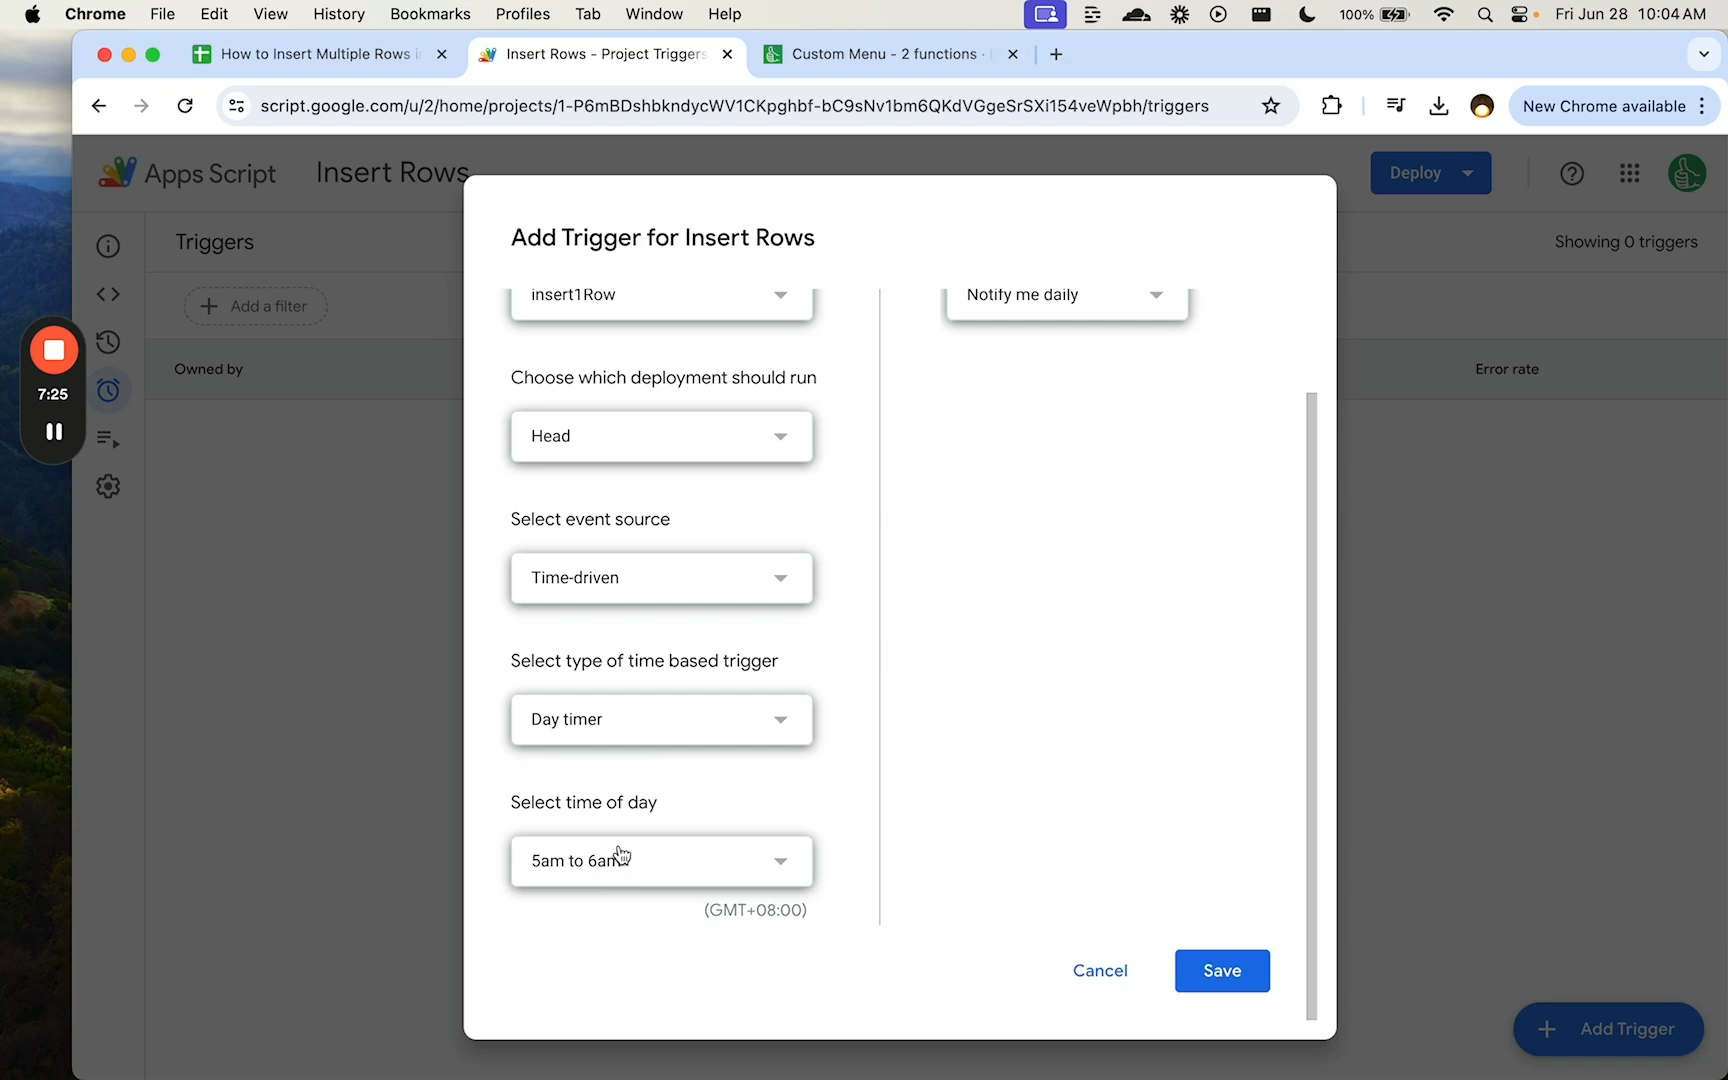 Chrome File Edit View History Bookmarks Profiles Tab Window Help 100% Fri Jun 28 10:04 AM
How to Insert Multiple Rows i
Insert Rows - Project Triggers
Custom Menu - 2 functions
script.google.com/u/2/home/projects/1-P6mBDshbkndycWV1CKpghbf-bC9sNv1bm6QKdVGgeSrSXi154veWpbh/triggers
New Chrome available
Apps Script Insert Rows
Deploy
Triggers
Showing 0 triggers
Add a filter
Owned by
Error rate
7:25
Add Trigger for Insert Rows
insert1Row
Notify me daily
Choose which deployment should run
Head
Select event source
Time-driven
Select type of time based trigger
Day timer
Select time of day
5am to 6am
(GMT+08:00)
Cancel
Save
Add Trigger